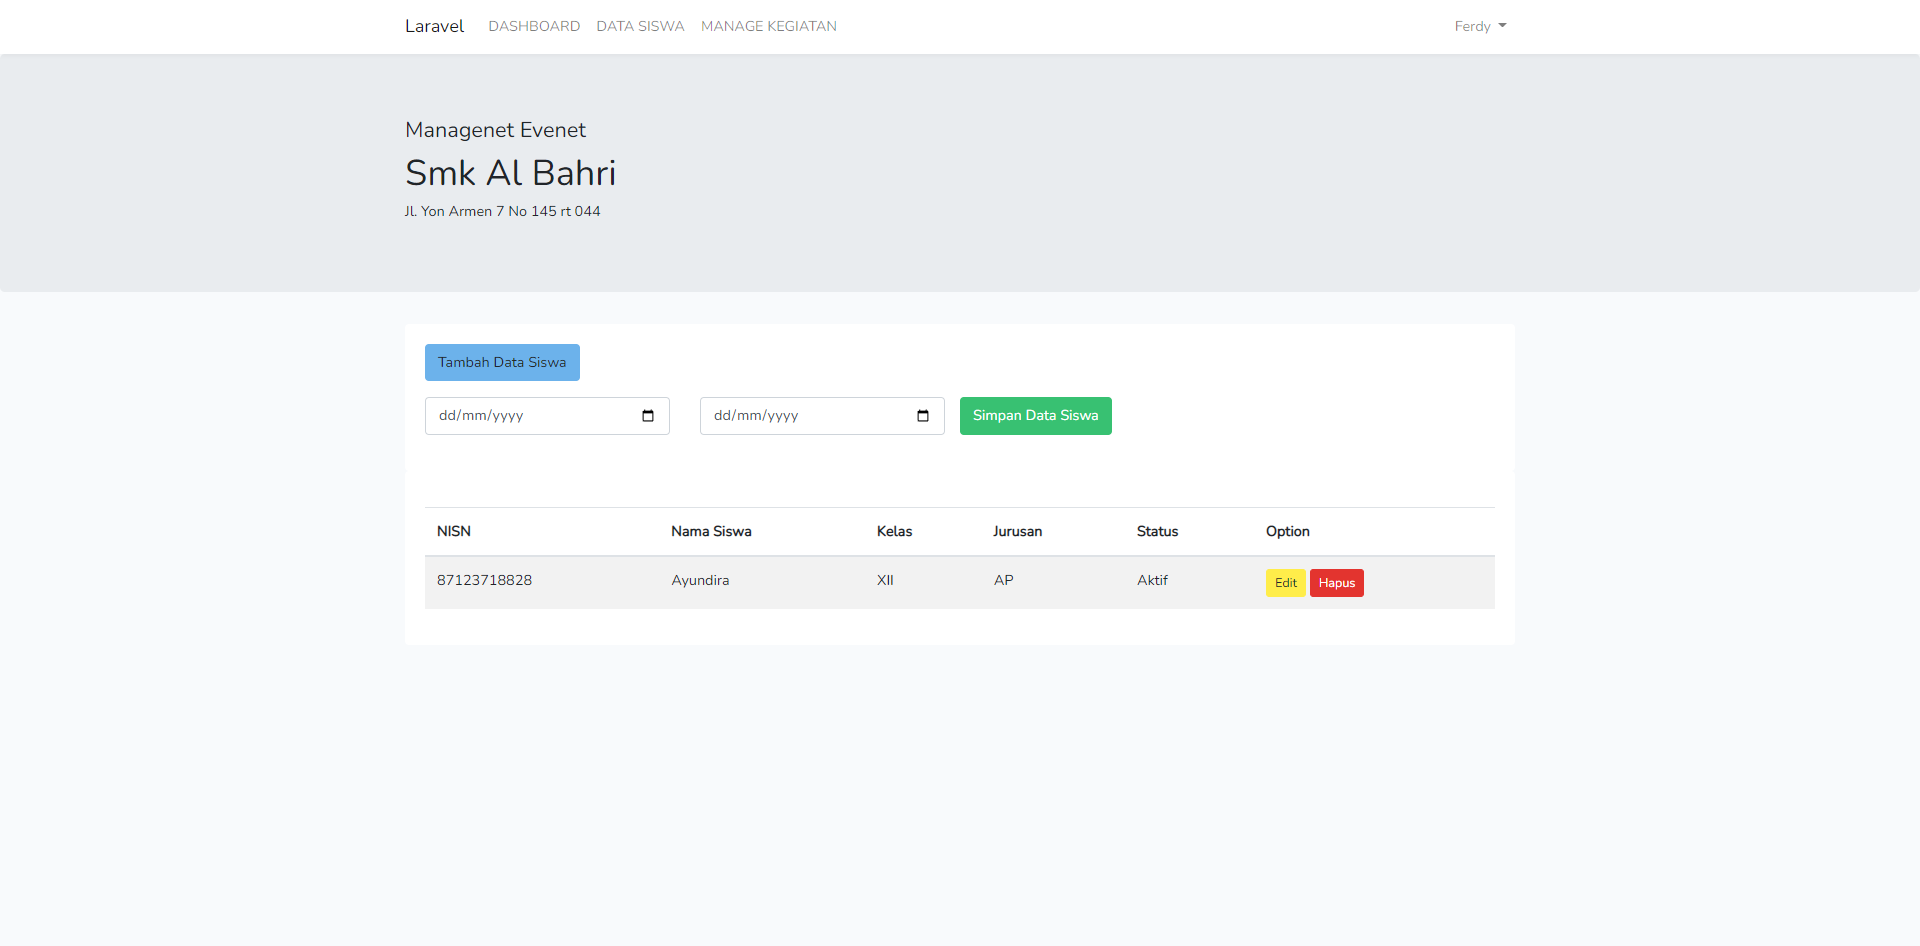 Laravel DASHBOARD DATA SISWA MANAGE KEGIATAN Ferdy
Managenet Evenet
Smk Al Bahri
Jl. Yon Armen 7 No 145 rt 044
Tambah Data Siswa
dd/mm/yyyy dd/mm/yyyy Simpan Data Siswa
NISN Nama Siswa Kelas Jurusan Status Option
87123718828 Ayundira XII AP Aktif Edit Hapus